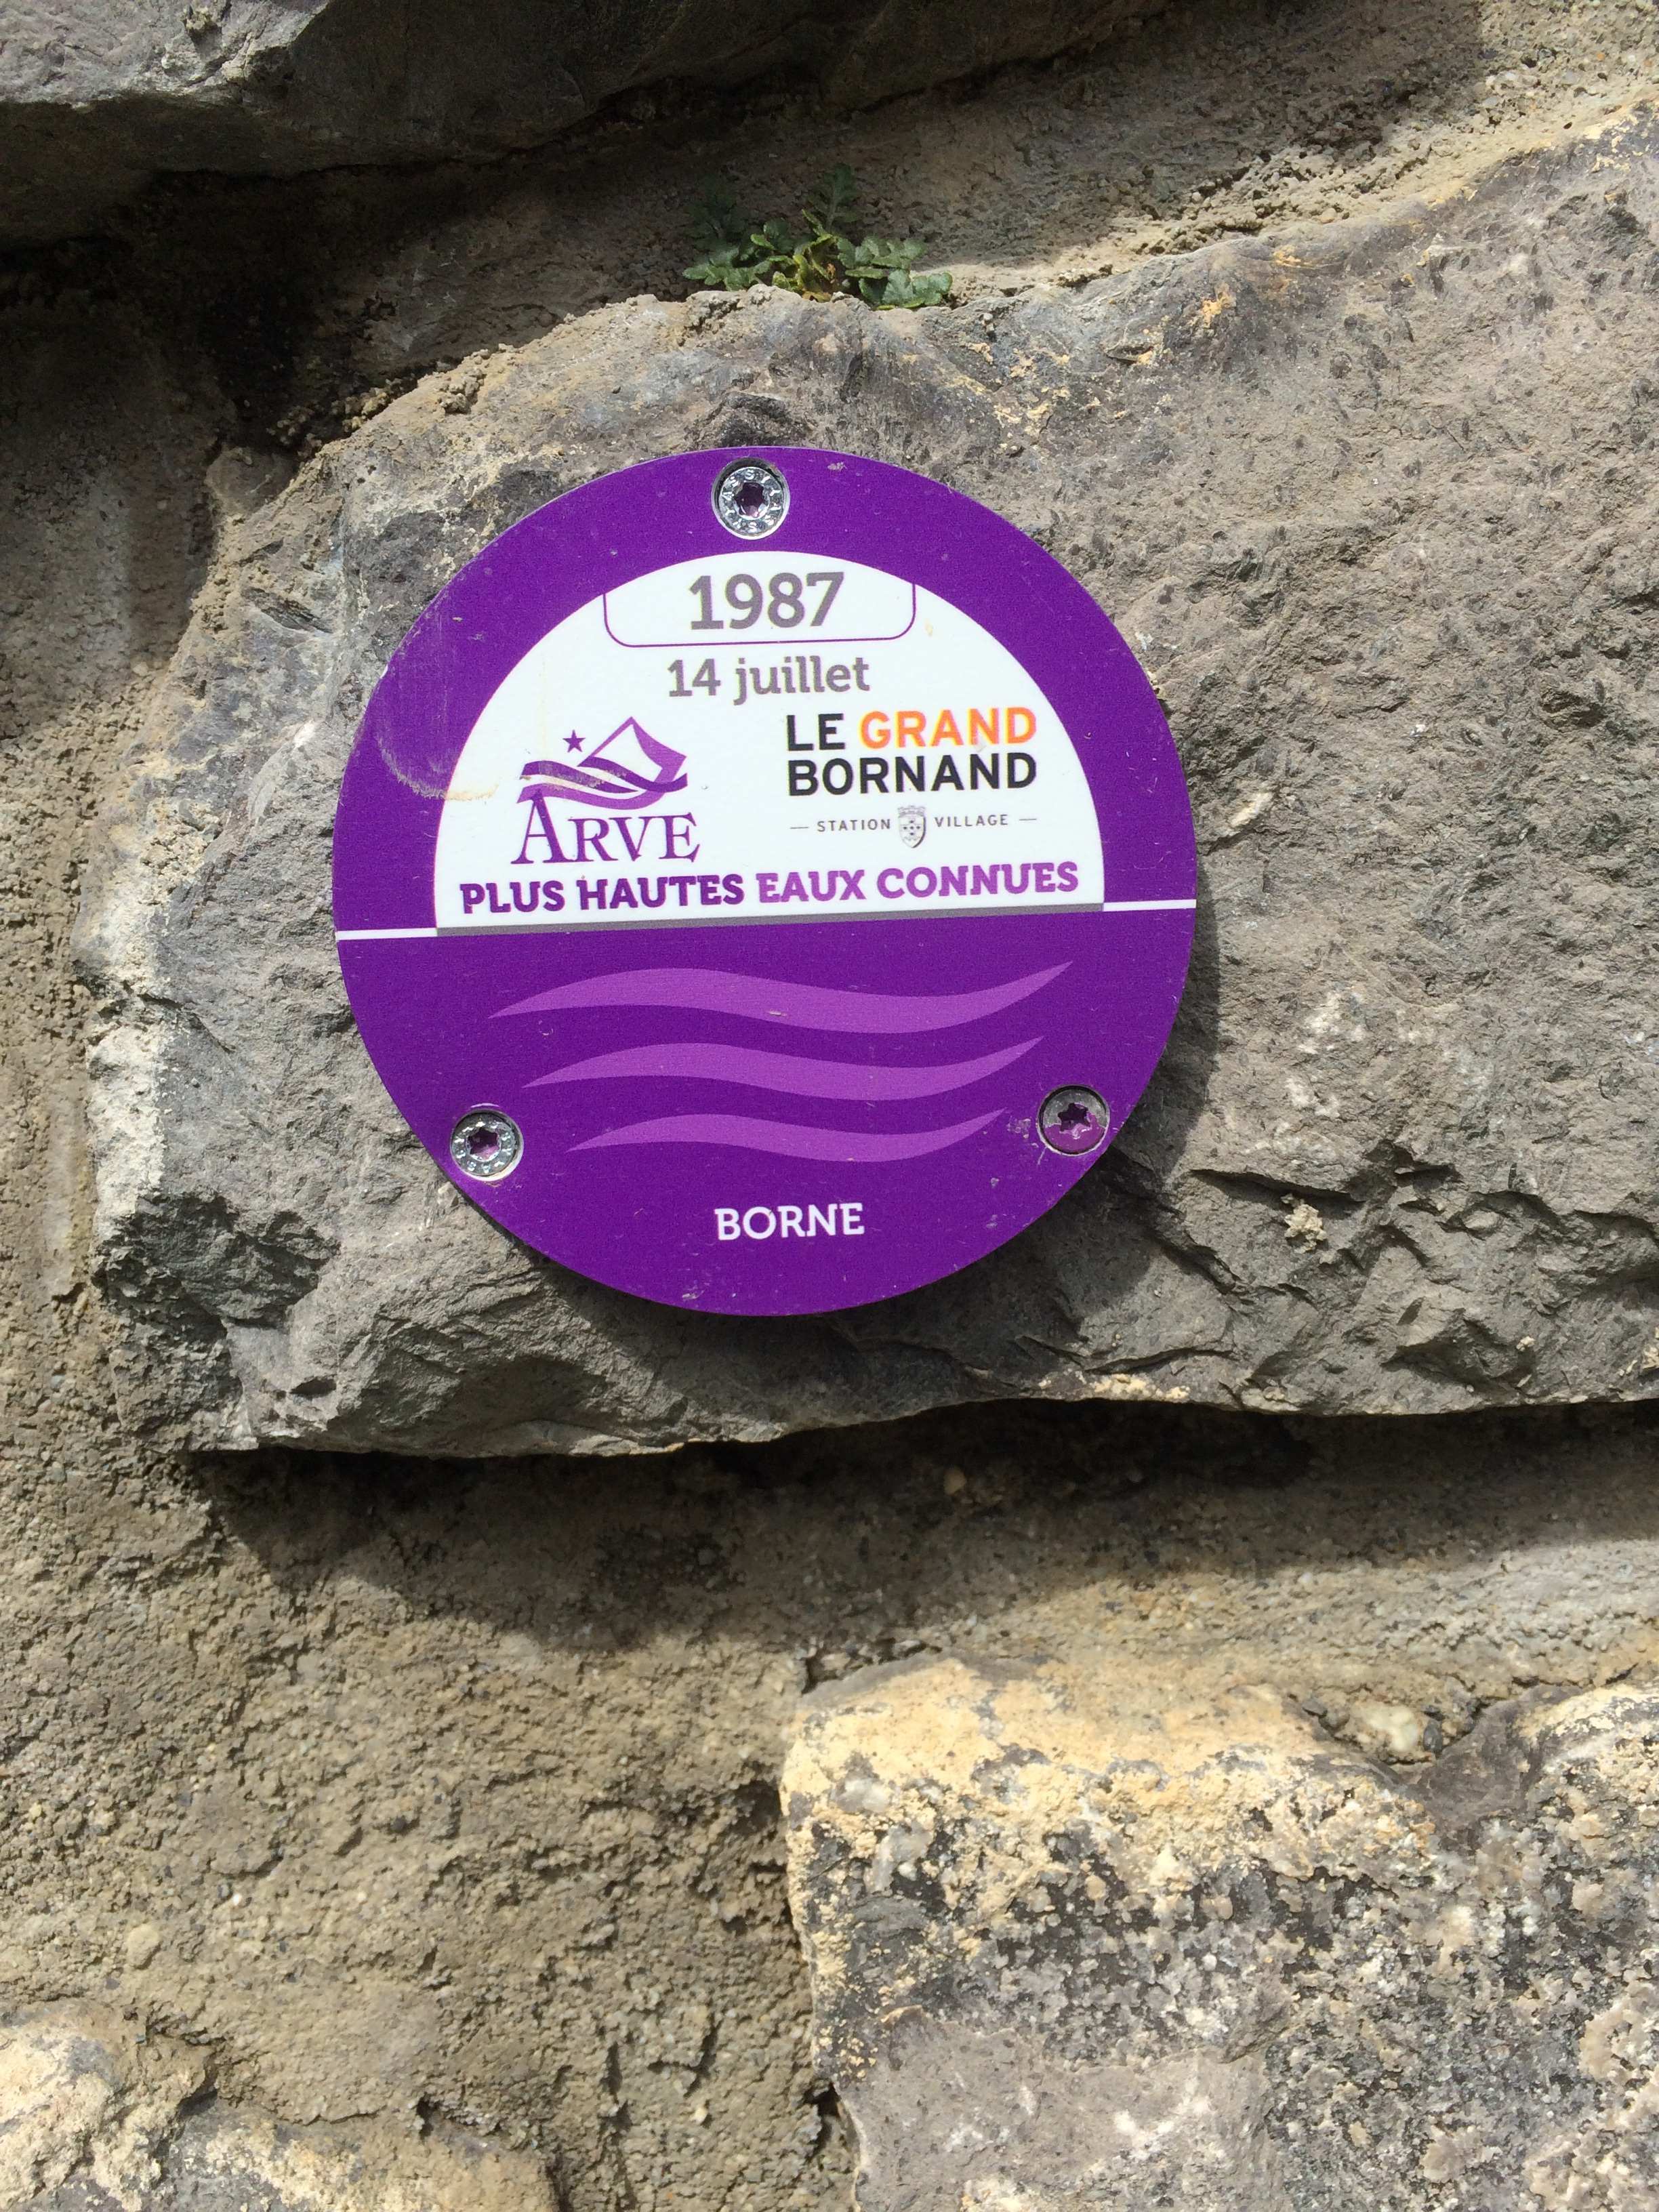 1987
14 juillet
ARVE
LE GRAND
BORNAND
STATION VILLAGE
PLUS HAUTES EAUX CONNUES
BORNE